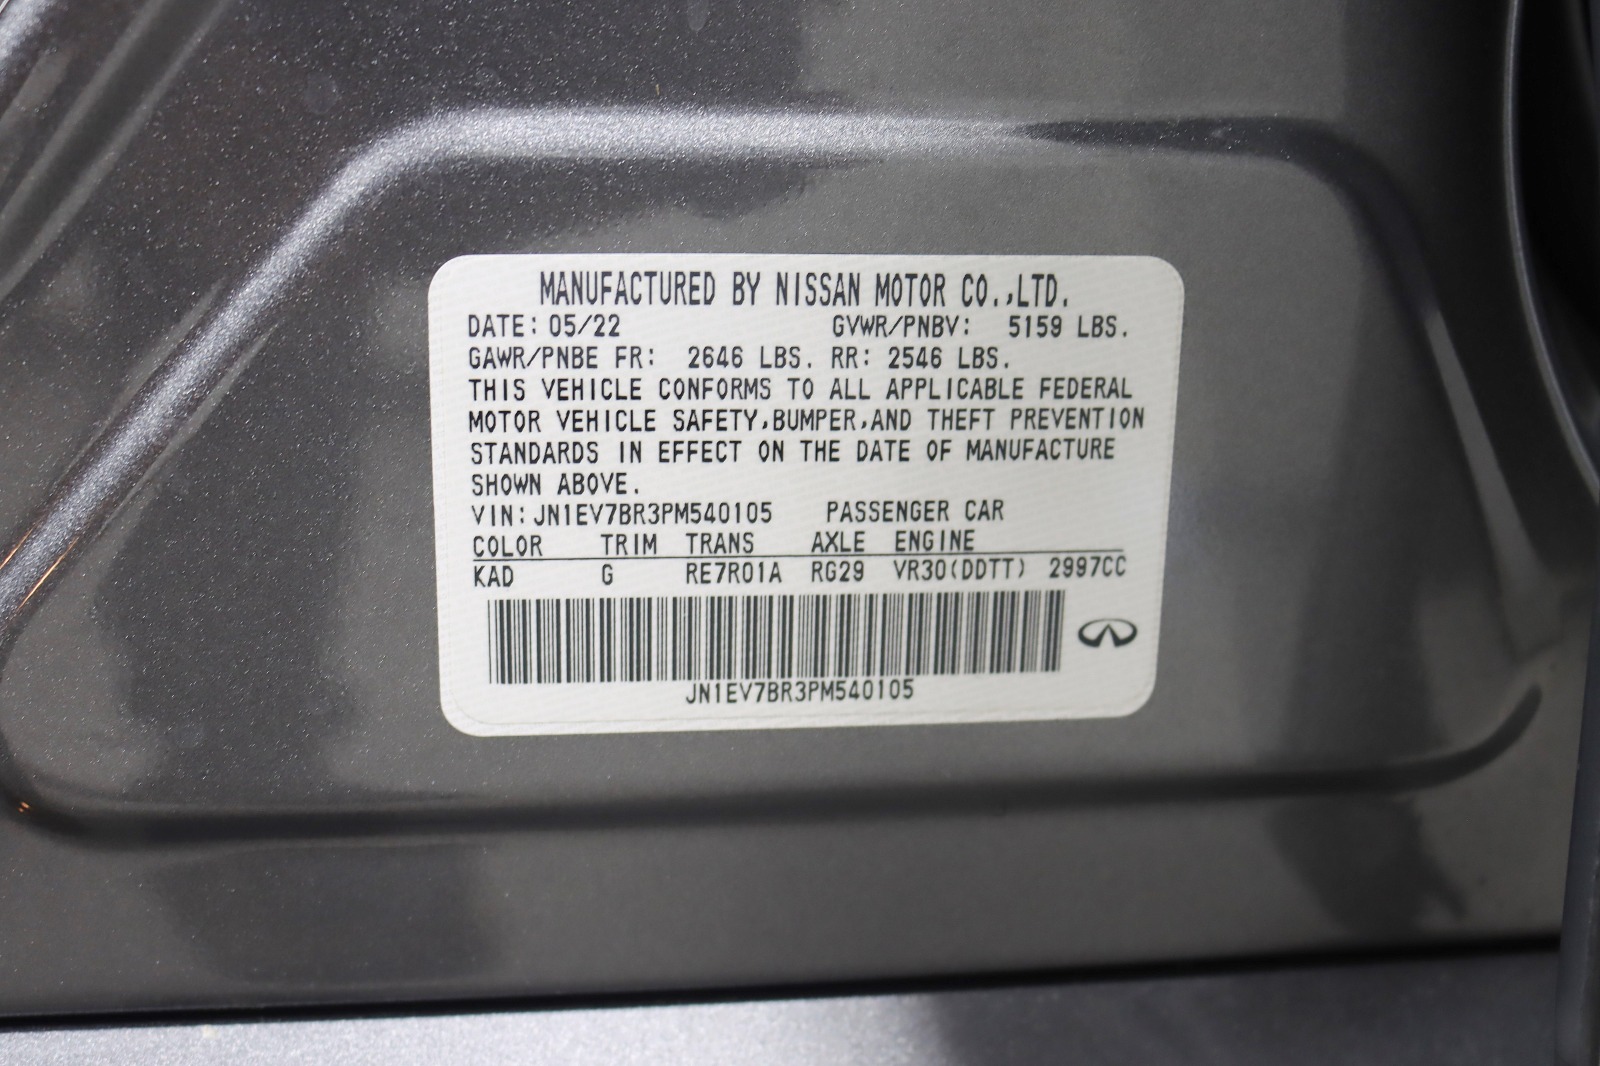 MANUFACTURED BY NISSAN MOTOR CO.,LTD.
DATE: 05/22 GVWR/PNBV: 5159 LBS.
GAWR/PNBE FR: 2646 LBS. RR: 2546 LBS.
THIS VEHICLE CONFORMS TO ALL APPLICABLE FEDERAL
MOTOR VEHICLE SAFETY,BUMPER,AND THEFT PREVENTION
STANDARDS IN EFFECT ON THE DATE OF MANUFACTURE
SHOWN ABOVE.
VIN: JN1EV7BR3PM540105 PASSENGER CAR
COLOR TRIM TRANS AXLE ENGINE
KAD G RE7R01A RG29 VR30(DDTT) 2997CC
JN1EV7BR3PM540105